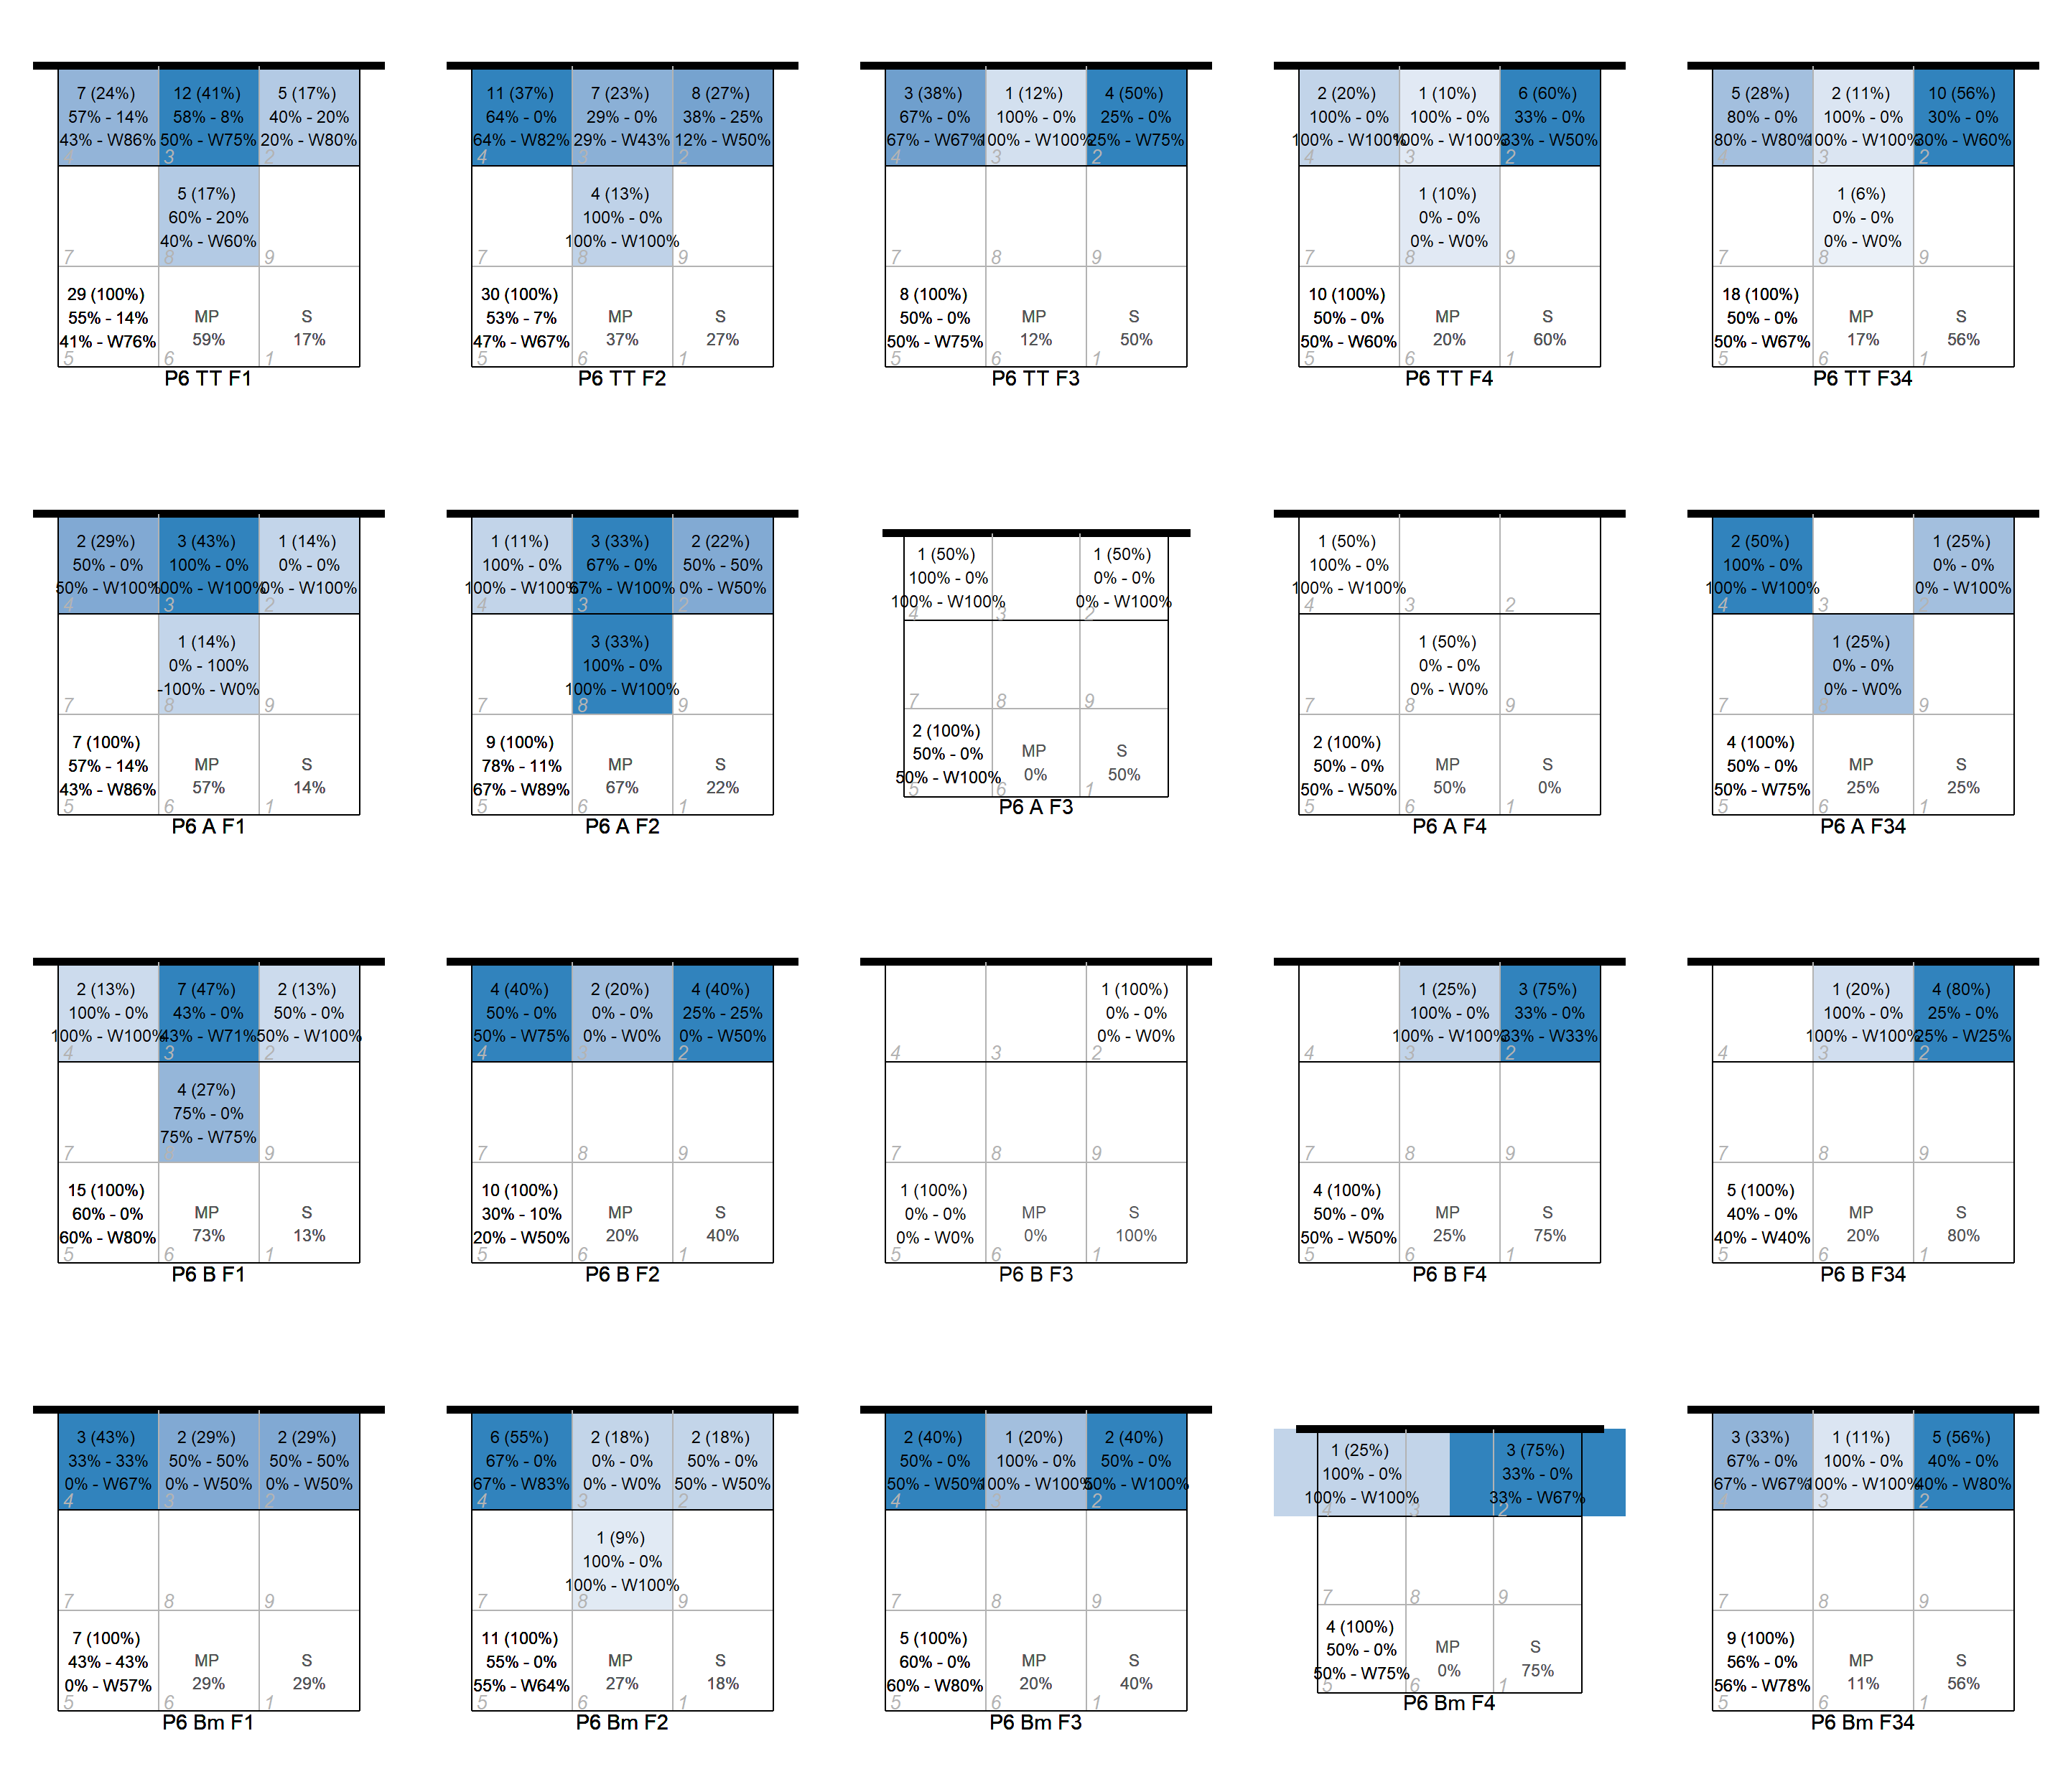 7 (24%) 12 (41%) 5 (17%)
57% - 14% 58% - 8% 40% - 20%
43% - W86% 50% - W75% 20% - W80%
4 3 2
5 (17%)
60% - 20%
40% - W60%
7 8 9
29 (100%)
55% - 14% MP S
41% - W76% 59% 17%
5 6 1
P6 TT F1
11 (37%) 7 (23%) 8 (27%)
64% - 0% 29% - 0% 38% - 25%
64% - W82% 29% - W43% 12% - W50%
4 3 2
4 (13%)
100% - 0%
100% - W100%
7 8 9
30 (100%)
53% - 7% MP S
47% - W67% 37% 27%
5 6 1
P6 TT F2
3 (38%) 1 (12%) 4 (50%)
67% - 0% 100% - 0% 25% - 0%
67% - W67% 100% - W100% 25% - W75%
4 3 2
7 8 9
8 (100%)
50% - 0% MP S
50% - W75% 12% 50%
5 6 1
P6 TT F3
2 (20%) 1 (10%) 6 (60%)
100% - 0% 100% - 0% 33% - 0%
100% - W100% 100% - W100% 33% - W50%
4 3 2
1 (10%)
0% - 0%
0% - W0%
7 8 9
10 (100%)
50% - 0% MP S
50% - W60% 20% 60%
5 6 1
P6 TT F4
5 (28%) 2 (11%) 10 (56%)
80% - 0% 100% - 0% 30% - 0%
80% - W80% 100% - W100% 30% - W60%
4 3 2
1 (6%)
0% - 0%
0% - W0%
7 8 9
18 (100%)
50% - 0% MP S
50% - W67% 17% 56%
5 6 1
P6 TT F34
2 (29%) 3 (43%) 1 (14%)
50% - 0% 100% - 0% 0% - 0%
50% - W100% 100% - W100% 0% - W100%
4 3 2
1 (14%)
0% - 100%
-100% - W0%
7 8 9
7 (100%)
57% - 14% MP S
43% - W86% 57% 14%
5 6 1
P6 A F1
1 (11%) 3 (33%) 2 (22%)
100% - 0% 67% - 0% 50% - 50%
100% - W100% 67% - W100% 0% - W50%
4 3 2
3 (33%)
100% - 0%
100% - W100%
7 8 9
9 (100%)
78% - 11% MP S
67% - W89% 67% 22%
5 6 1
P6 A F2
1 (50%) 1 (50%)
100% - 0% 0% - 0%
100% - W100% 0% - W100%
4 3 2
7 8 9
2 (100%)
50% - 0% MP S
50% - W100% 0% 50%
5 6 1
P6 A F3
1 (50%)
100% - 0%
100% - W100%
4 3 2
1 (50%)
0% - 0%
0% - W0%
7 8 9
2 (100%)
50% - 0% MP S
50% - W50% 50% 0%
5 6 1
P6 A F4
2 (50%) 1 (25%)
100% - 0% 0% - 0%
100% - W100% 0% - W100%
4 3 2
1 (25%)
0% - 0%
0% - W0%
7 8 9
4 (100%)
50% - 0% MP S
50% - W75% 25% 25%
5 6 1
P6 A F34
2 (13%) 7 (47%) 2 (13%)
100% - 0% 43% - 0% 50% - 0%
100% - W100% 43% - W71% 50% - W100%
4 3 2
4 (27%)
75% - 0%
75% - W75%
7 8 9
15 (100%)
60% - 0% MP S
60% - W80% 73% 13%
5 6 1
P6 B F1
4 (40%) 2 (20%) 4 (40%)
50% - 0% 0% - 0% 25% - 25%
50% - W75% 0% - W0% 0% - W50%
4 3 2
7 8 9
10 (100%)
30% - 10% MP S
20% - W50% 20% 40%
5 6 1
P6 B F2
1 (100%)
0% - 0%
0% - W0%
4 3 2
7 8 9
1 (100%)
0% - 0% MP S
0% - W0% 0% 100%
5 6 1
P6 B F3
1 (25%) 3 (75%)
100% - 0% 33% - 0%
100% - W100% 33% - W33%
4 3 2
7 8 9
4 (100%)
50% - 0% MP S
50% - W50% 25% 75%
5 6 1
P6 B F4
1 (20%) 4 (80%)
100% - 0% 25% - 0%
100% - W100% 25% - W25%
4 3 2
7 8 9
5 (100%)
40% - 0% MP S
40% - W40% 20% 80%
5 6 1
P6 B F34
3 (43%) 2 (29%) 2 (29%)
33% - 33% 50% - 50% 50% - 50%
0% - W67% 0% - W50% 0% - W50%
4 3 2
7 8 9
7 (100%)
43% - 43% MP S
0% - W57% 29% 29%
5 6 1
P6 Bm F1
6 (55%) 2 (18%) 2 (18%)
67% - 0% 0% - 0% 50% - 0%
67% - W83% 0% - W0% 50% - W50%
4 3 2
1 (9%)
100% - 0%
100% - W100%
7 8 9
11 (100%)
55% - 0% MP S
55% - W64% 27% 18%
5 6 1
P6 Bm F2
2 (40%) 1 (20%) 2 (40%)
50% - 0% 100% - 0% 50% - 0%
50% - W50% 100% - W100% 50% - W100%
4 3 2
7 8 9
5 (100%)
60% - 0% MP S
60% - W80% 20% 40%
5 6 1
P6 Bm F3
1 (25%) 3 (75%)
100% - 0% 33% - 0%
100% - W100% 33% - W67%
4 3 2
7 8 9
4 (100%)
50% - 0% MP S
50% - W75% 0% 75%
5 6 1
P6 Bm F4
3 (33%) 1 (11%) 5 (56%)
67% - 0% 100% - 0% 40% - 0%
67% - W67% 100% - W100% 40% - W80%
4 3 2
7 8 9
9 (100%)
56% - 0% MP S
56% - W78% 11% 56%
5 6 1
P6 Bm F34